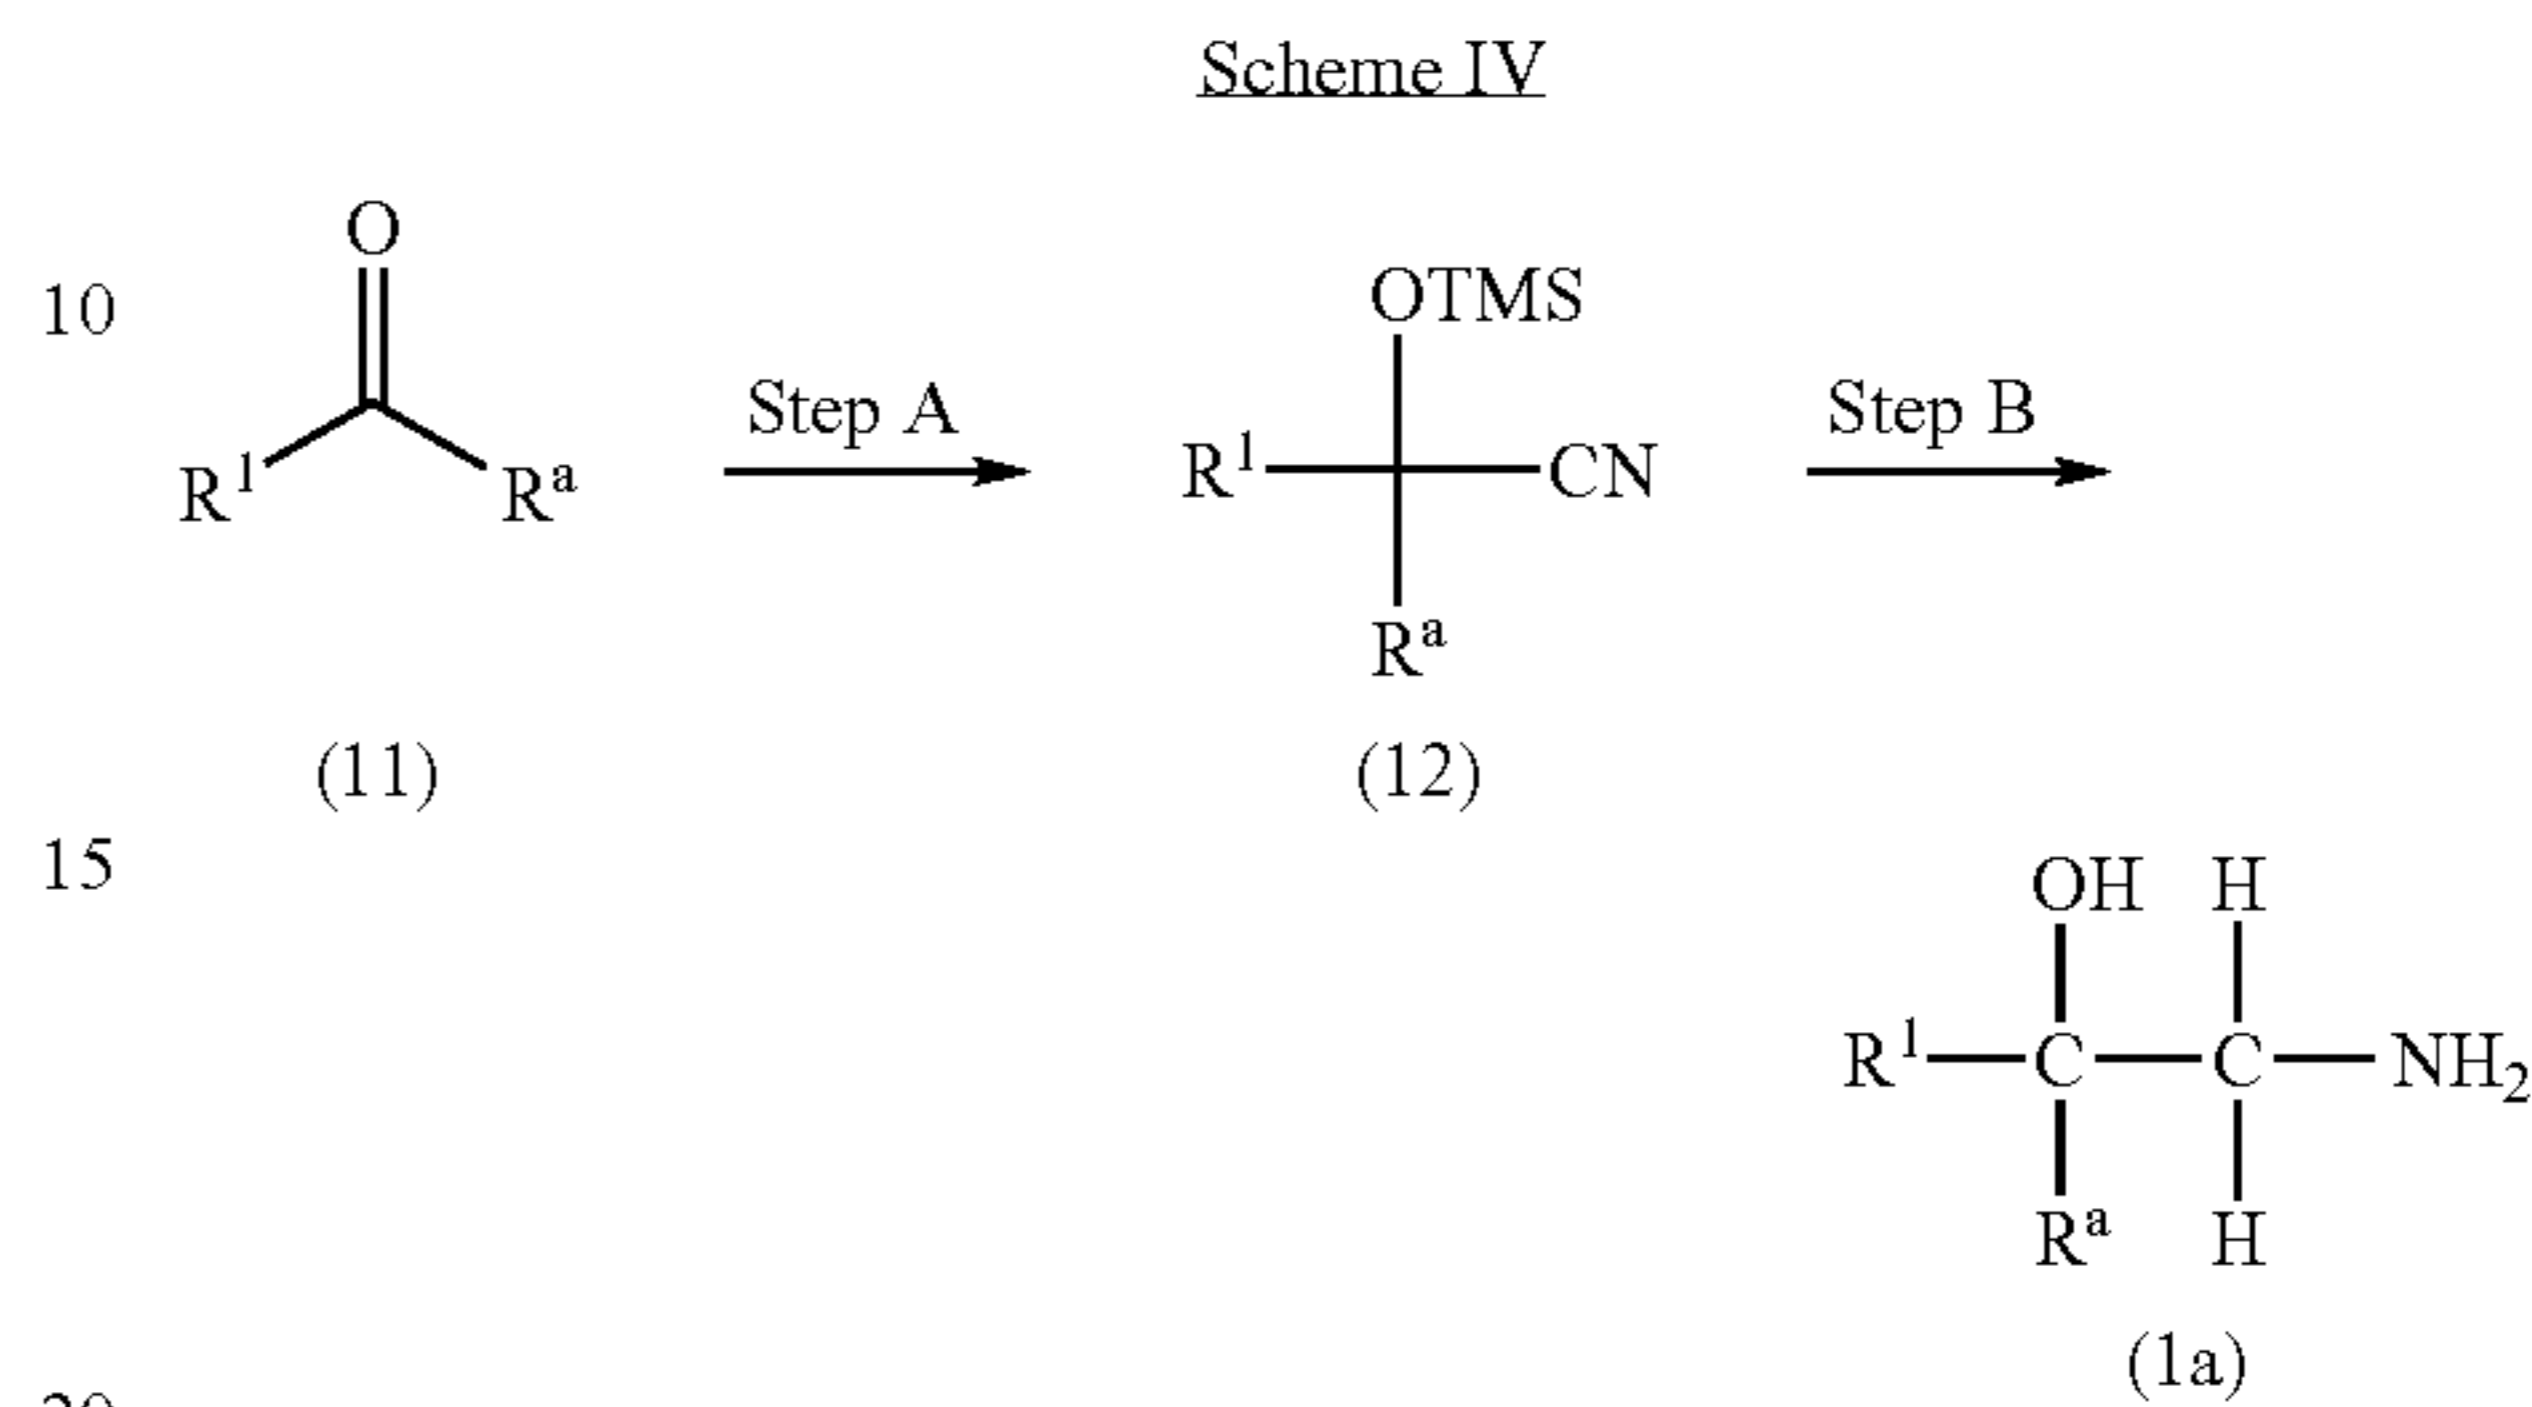 Scheme IV
O
10
OTMS
Step A
Step B
R¹
Rᵃ
R¹
CN
Rᵃ
(11)
(12)
15
OH H
R¹ C C NH₂
Rᵃ H
(1a)
20